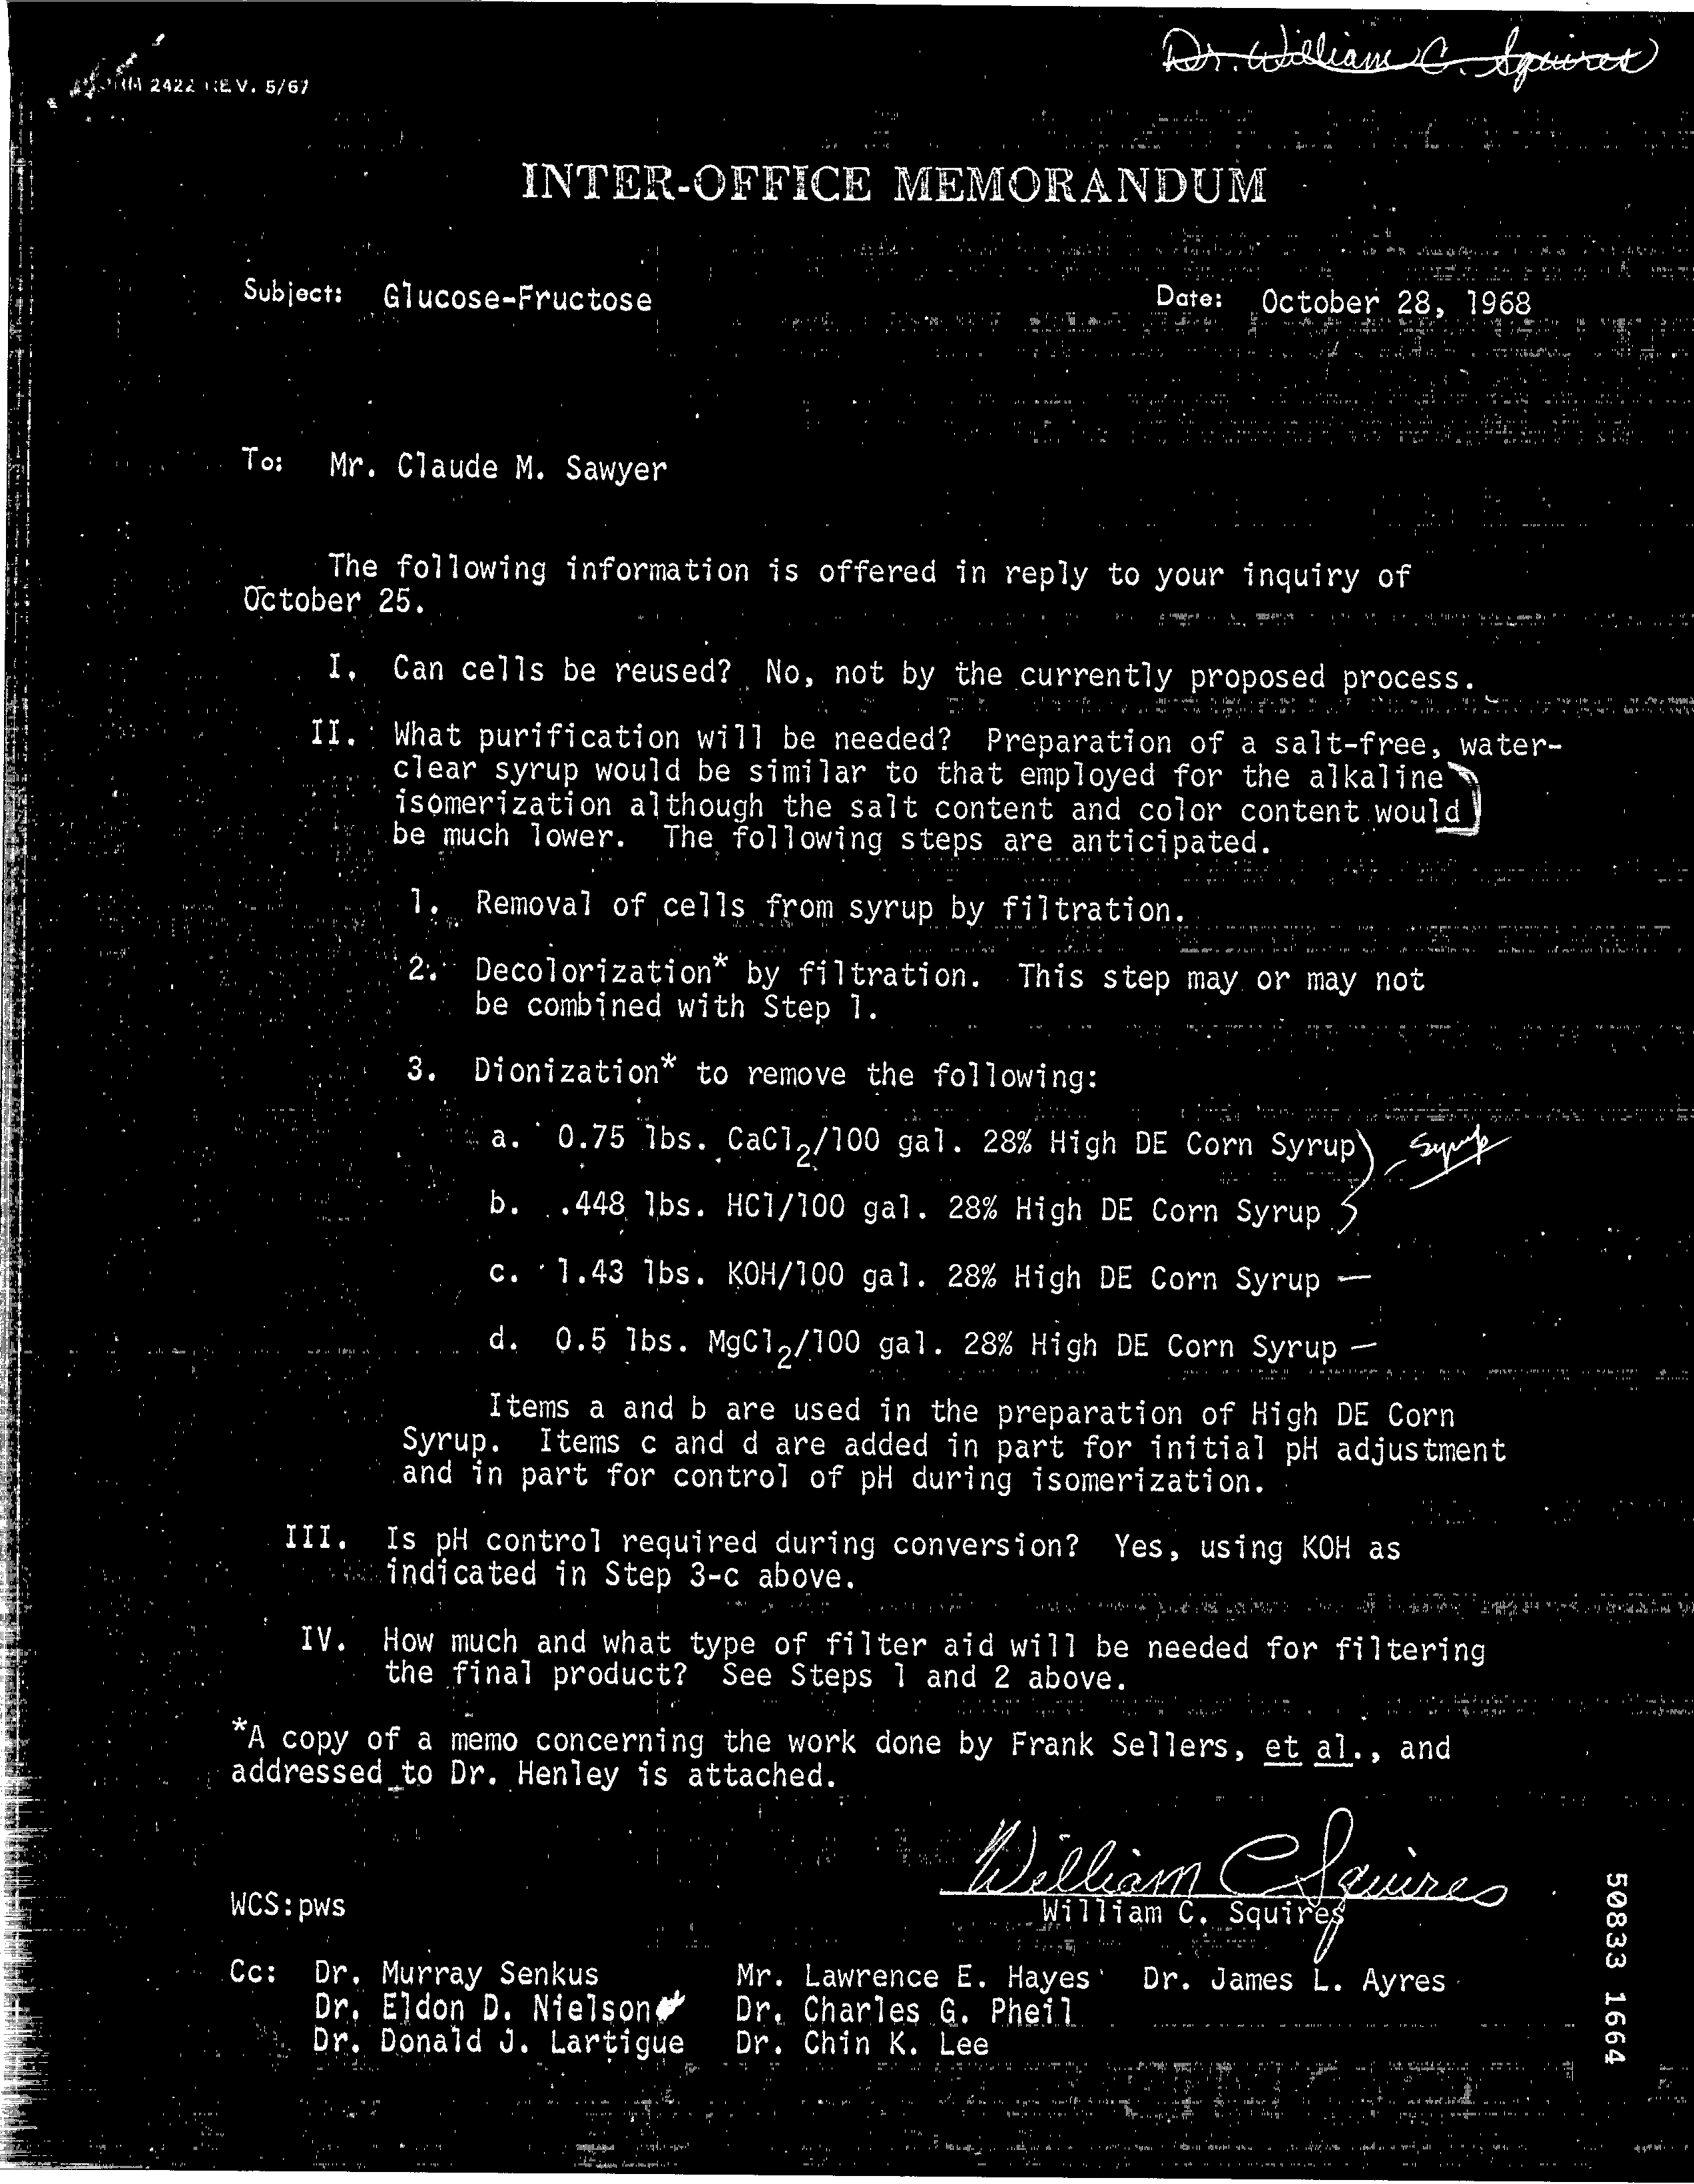 Dr. William C. Squires
2422 REV. 5/67
INTER-OFFICE MEMORANDUM
Subject: Glucose-Fructose Date: October 28, 1968
To: Mr. Claude M. Sawyer
The following information is offered in reply to your inquiry of
October 25.
I. Can cells be reused? No, not by the currently proposed process.
II. What purification will be needed? Preparation of a salt-free, water-
clear syrup would be similar to that employed for the alkaline
isomerization although the salt content and color content would
be much lower. The following steps are anticipated.
1. Removal of cells from syrup by filtration.
2. Decolorization* by filtration. This step may or may not
be combined with Step 1.
3. Dionization* to remove the following:
a. 0.75 lbs. CaCl2/100 gal. 28% High DE Corn Syrup) - Syrup
b. .448 lbs. HCl/100 gal. 28% High DE Corn Syrup
c. 1.43 lbs. KOH/100 gal. 28% High DE Corn Syrup —
d. 0.5 lbs. MgCl2/100 gal. 28% High DE Corn Syrup —
Items a and b are used in the preparation of High DE Corn
Syrup. Items c and d are added in part for initial pH adjustment
and in part for control of pH during isomerization.
III. Is pH control required during conversion? Yes, using KOH as
indicated in Step 3-c above.
IV. How much and what type of filter aid will be needed for filtering
the final product? See Steps 1 and 2 above.
*A copy of a memo concerning the work done by Frank Sellers, et al., and
addressed to Dr. Henley is attached.
William C Squires
WCS:pws William C. Squires
Cc: Dr. Murray Senkus Mr. Lawrence E. Hayes Dr. James L. Ayres
Dr. Eldon D. Nielson Dr. Charles G. Pheil
Dr. Donald J. Lartigue Dr. Chin K. Lee
50833 1664